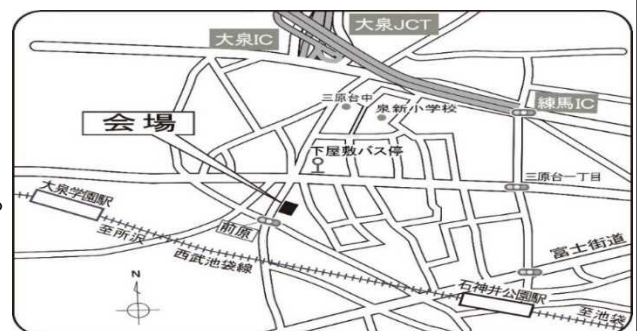 大泉JCT
大泉IC
三原台中
泉新小学校
練馬IC
会場
下屋敷バス停
三原台一丁目
大泉学園駅
前原
至所沢
西武池袋線
富士街道
石神井公園駅
至池袋
N